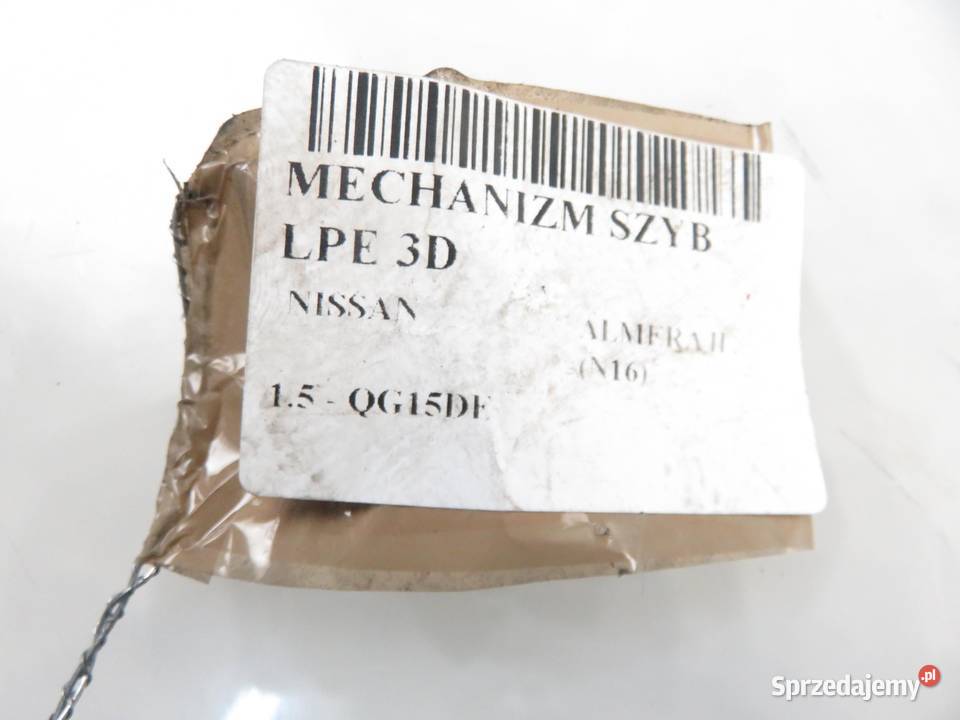 MECHANIZM SZYB
LPE 3D
NISSAN
ALMERA II
(N16)
1.5 - QG15DE
Sprzedajemy.pl